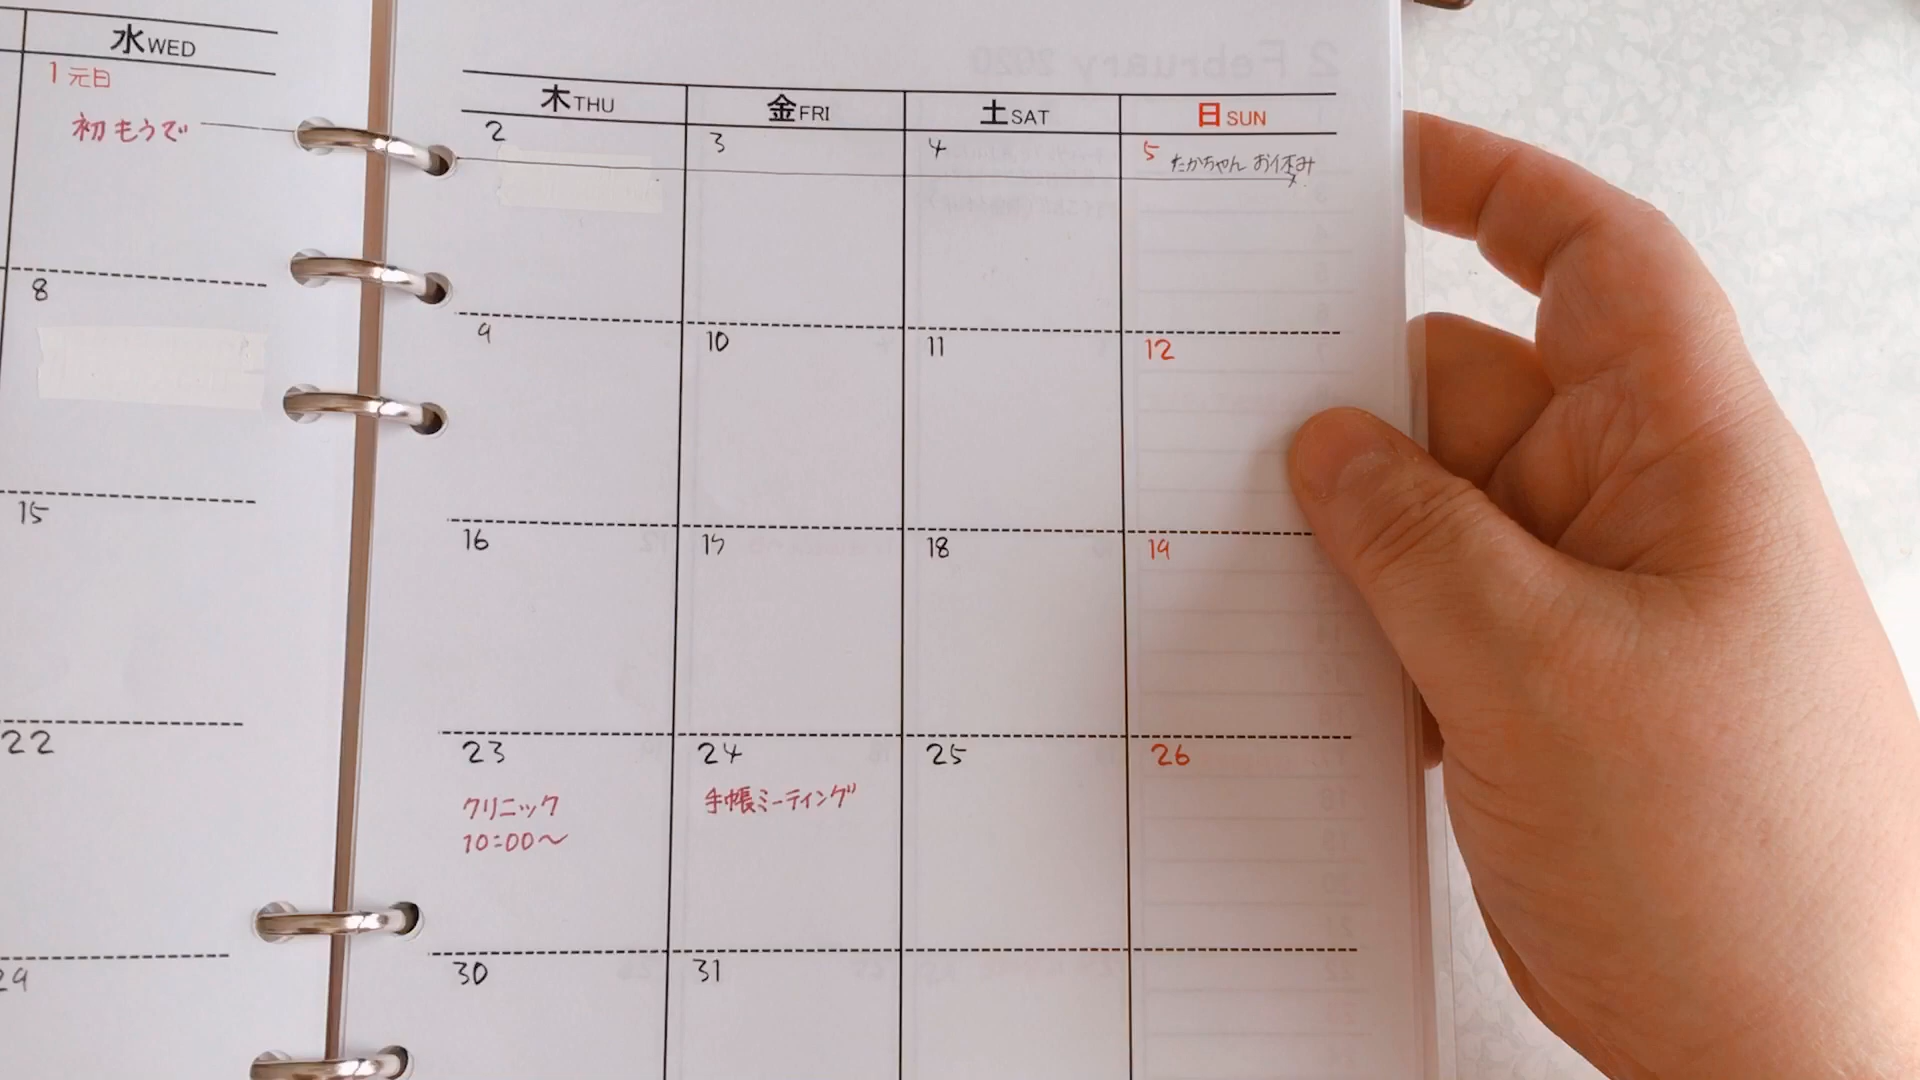 水WED
1 元日
初もうで
8
15
22
29
木THU 金FRI 土SAT 日SUN
2 3 4 5 たかちゃん お休み
9 10 11 12
16 17 18 19
23 24 25 26
クリニック 手帳ミーティング
10:00〜
30 31
2 February 2020